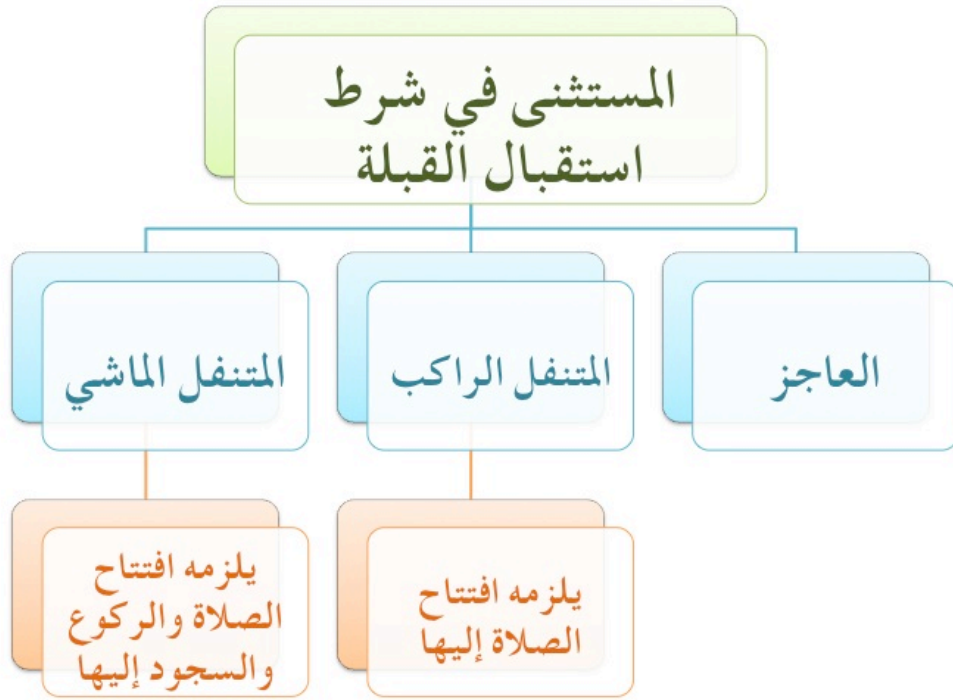 المستثنى في شرط
استقبال القبلة
العاجز
المتنفل الراكب
المتنفل الماشي
يلزمه افتتاح
الصلاة إليها
يلزمه افتتاح
الصلاة والركوع
والسجود إليها